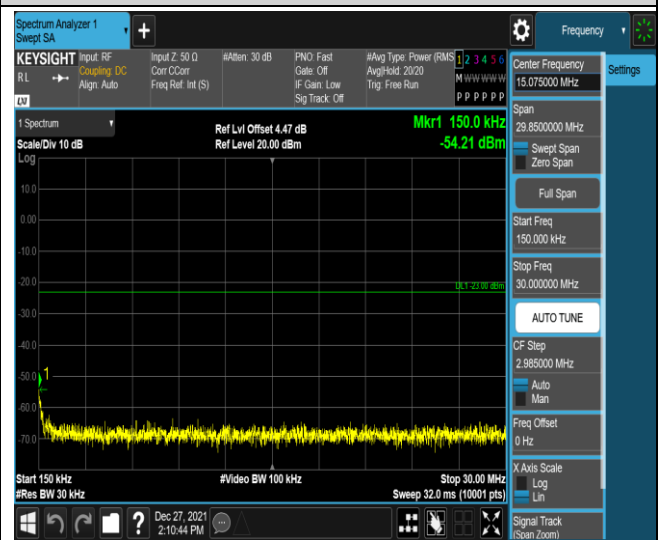 Spectrum Analyzer 1
Swept SA
+
Frequency
KEYSIGHT
RL
LXI
Input: RF
Coupling: DC
Align: Auto
Input Z: 50 Ω
Corr CCorr
Freq Ref: Int (S)
#Atten: 30 dB
PNO: Fast
Gate: Off
IF Gain: Low
Sig Track: Off
#Avg Type: Power (RMS
Avg|Hold: 20/20
Trig: Free Run
1 2 3 4 5 6
M W W W W W
P P P P P P
Center Frequency
15.075000 MHz
Settings
Span
29.8500000 MHz
Swept Span
Zero Span
Full Span
Start Freq
150.000 kHz
Stop Freq
30.000000 MHz
AUTO TUNE
CF Step
2.985000 MHz
Auto
Man
Freq Offset
0 Hz
X Axis Scale
Log
Lin
Signal Track
(Span Zoom)
1 Spectrum
Scale/Div 10 dB
Log
Ref Lvl Offset 4.47 dB
Ref Level 20.00 dBm
Mkr1 150.0 kHz
-54.21 dBm
10.0
0.00
-10.0
-20.0
DL1 -23.00 dBm
-30.0
-40.0
-50.0
1
-60.0
-70.0
Start 150 kHz
#Video BW 100 kHz
Stop 30.00 MHz
#Res BW 30 kHz
Sweep 32.0 ms (10001 pts)
?
Dec 27, 2021
2:10:44 PM